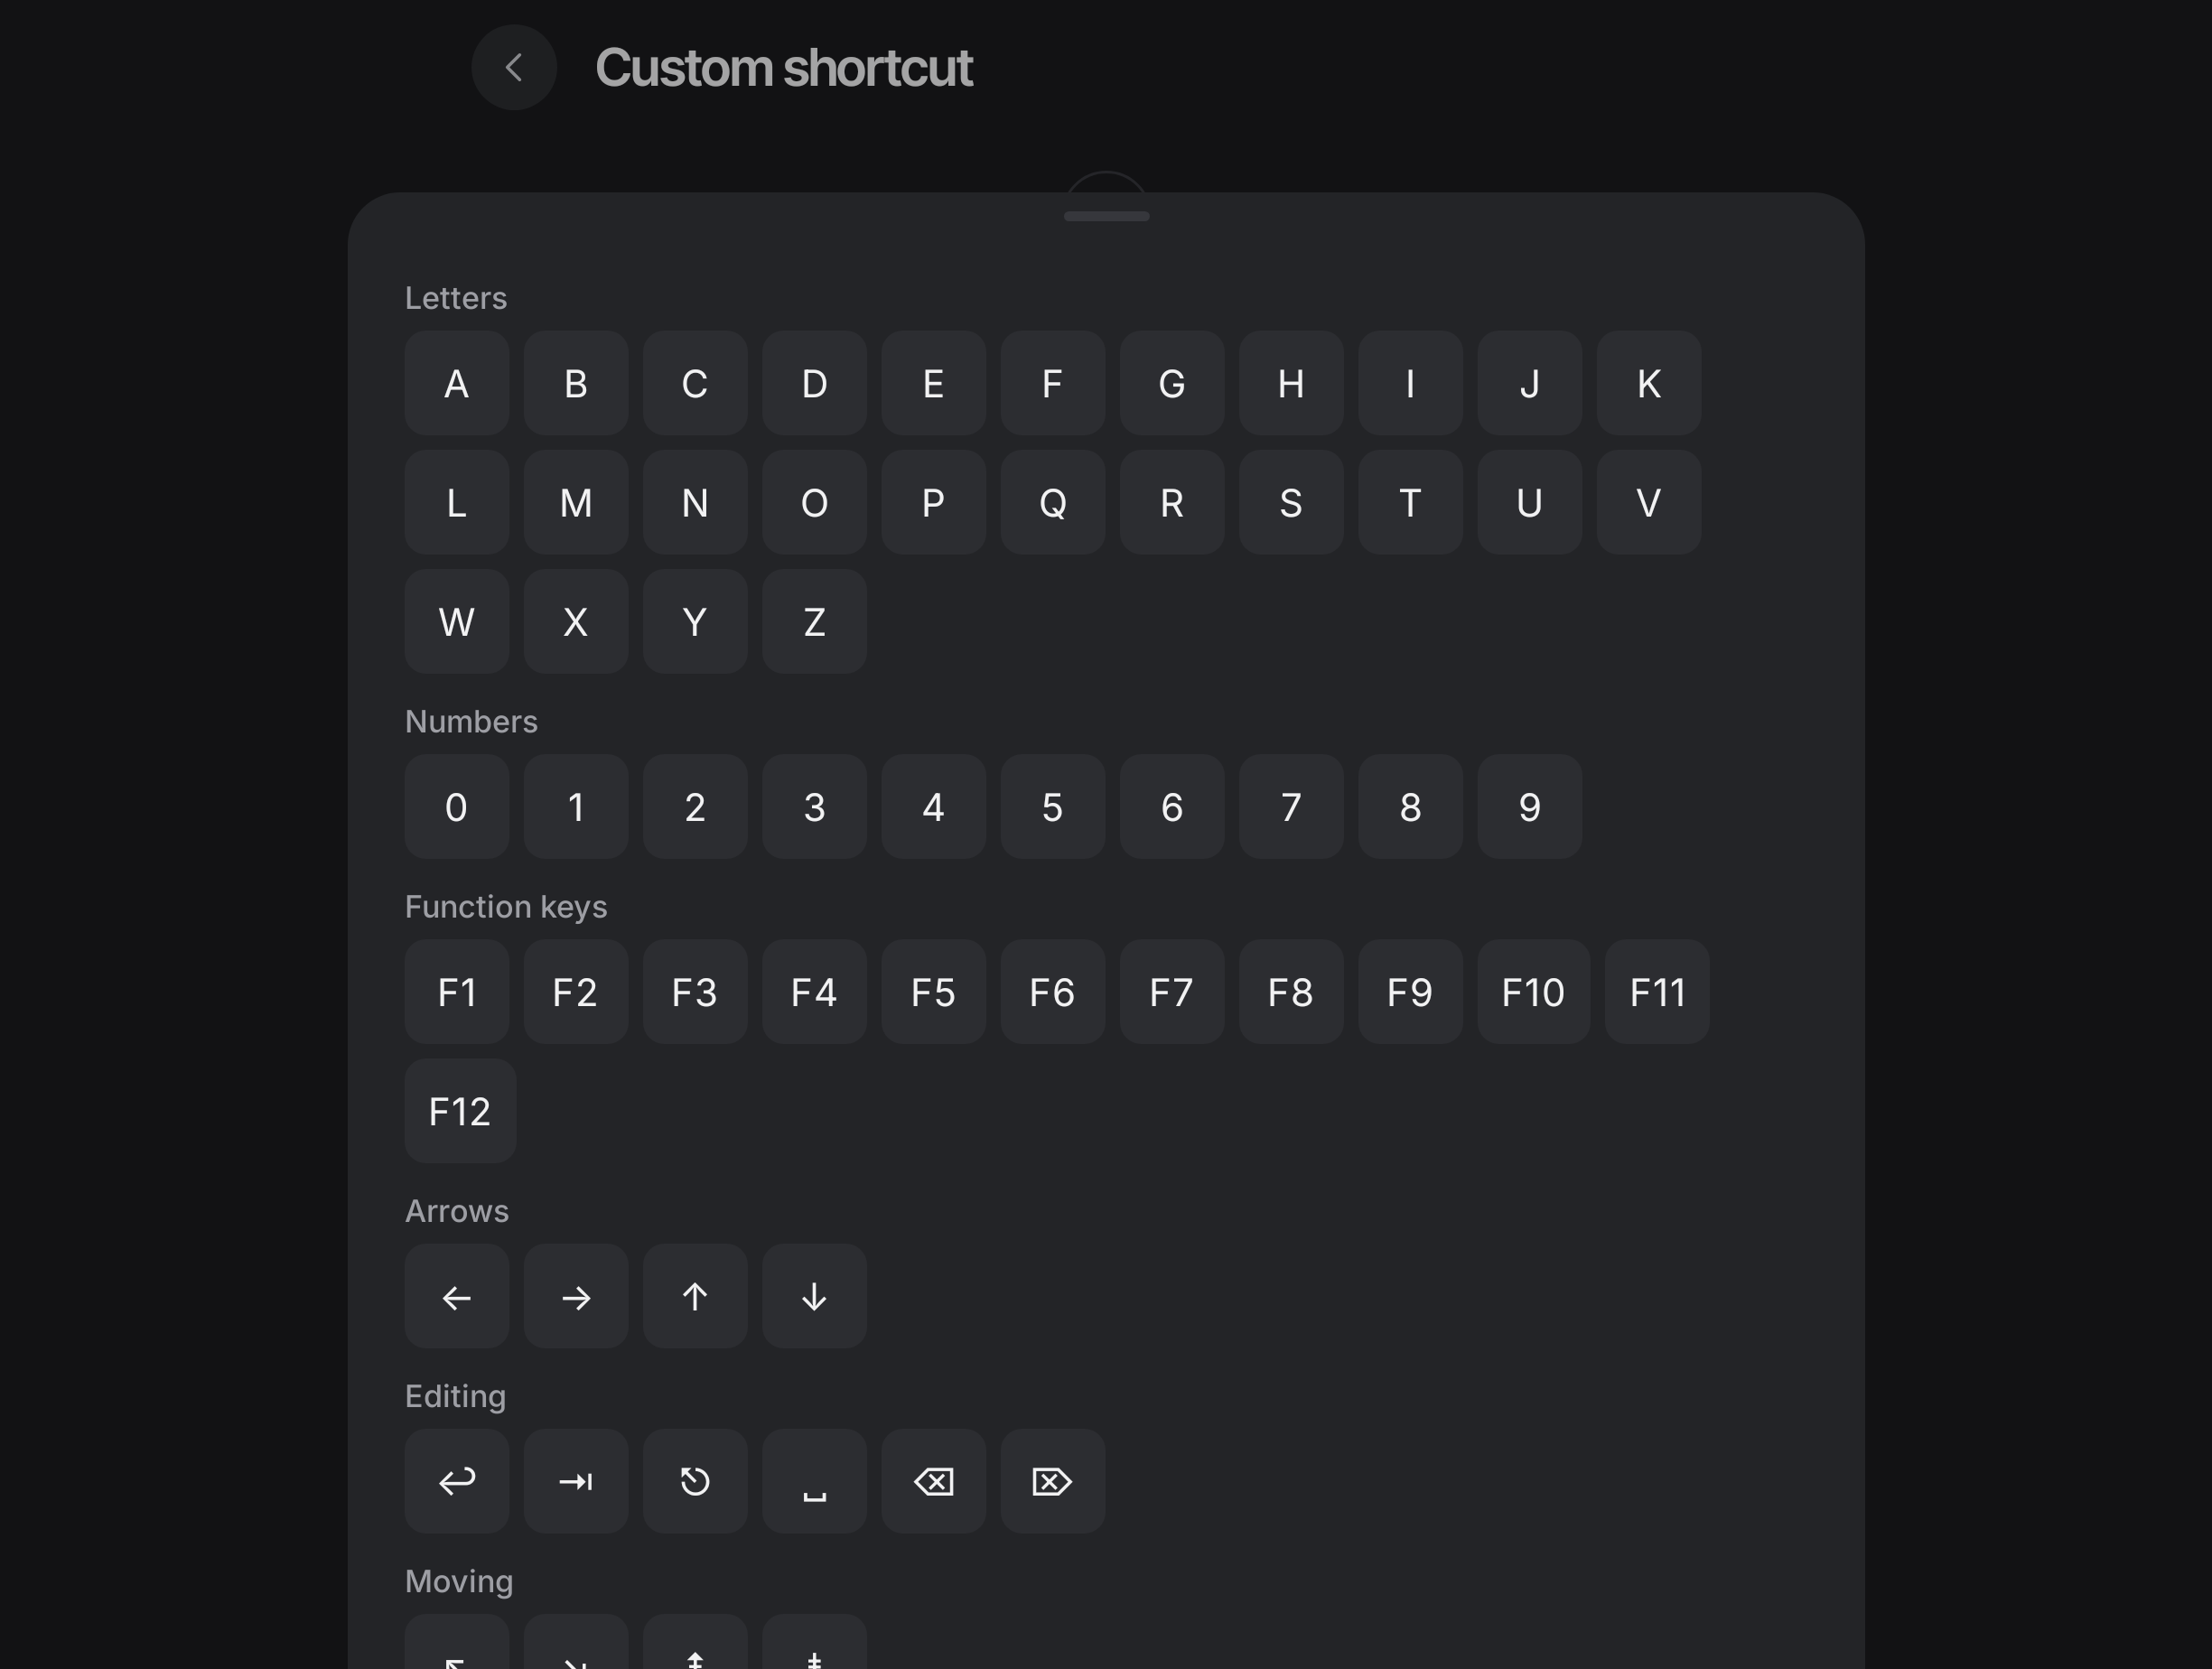 Custom shortcut
Letters
A B C D E F G H I J K
L M N O P Q R S T U V
W X Y Z
Numbers
0 1 2 3 4 5 6 7 8 9
Function keys
F1 F2 F3 F4 F5 F6 F7 F8 F9 F10 F11
F12
Arrows
← → ↑ ↓
Editing
↩ ⇥ ⎋ ⎵ ⌫ ⌦
Moving